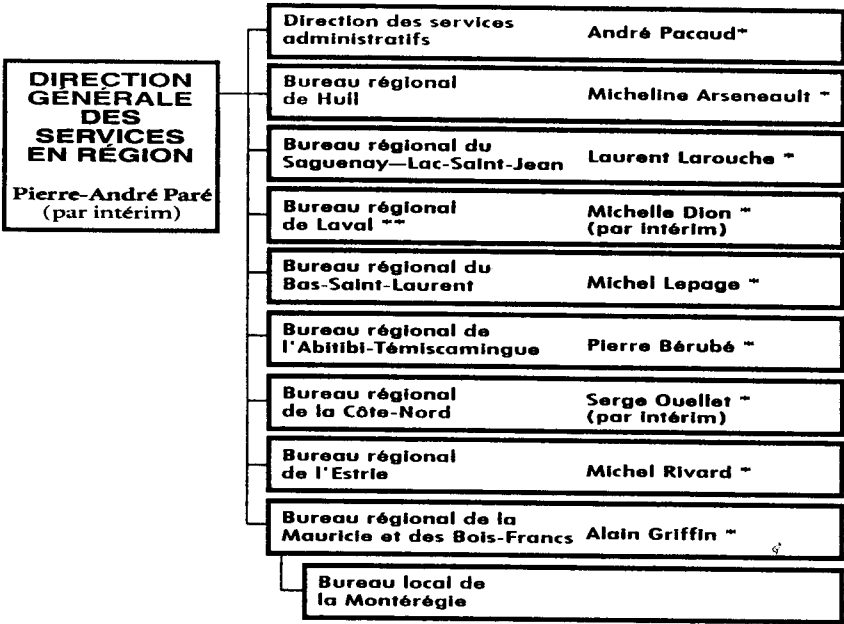 DIRECTION
GÉNÉRALE
DES
SERVICES
EN RÉGION
Pierre-André Paré
(par intérim)
Direction des services
administratifs André Pacaud*
Bureau régional
de Hull Micheline Arseneault *
Bureau régional du
Saguenay—Lac-Saint-Jean Laurent Larouche *
Bureau régional Michelle Dion *
de Laval ** (par intérim)
Bureau régional du
Bas-Saint-Laurent Michel Lepage *
Bureau régional de
l'Abitibi-Témiscamingue Pierre Bérubé *
Bureau régional Serge Ouellet *
de la Côte-Nord (par intérim)
Bureau régional
de l'Estrie Michel Rivard *
Bureau régional de la
Mauricie et des Bois-Francs Alain Griffin *
Bureau local de
la Montérégie